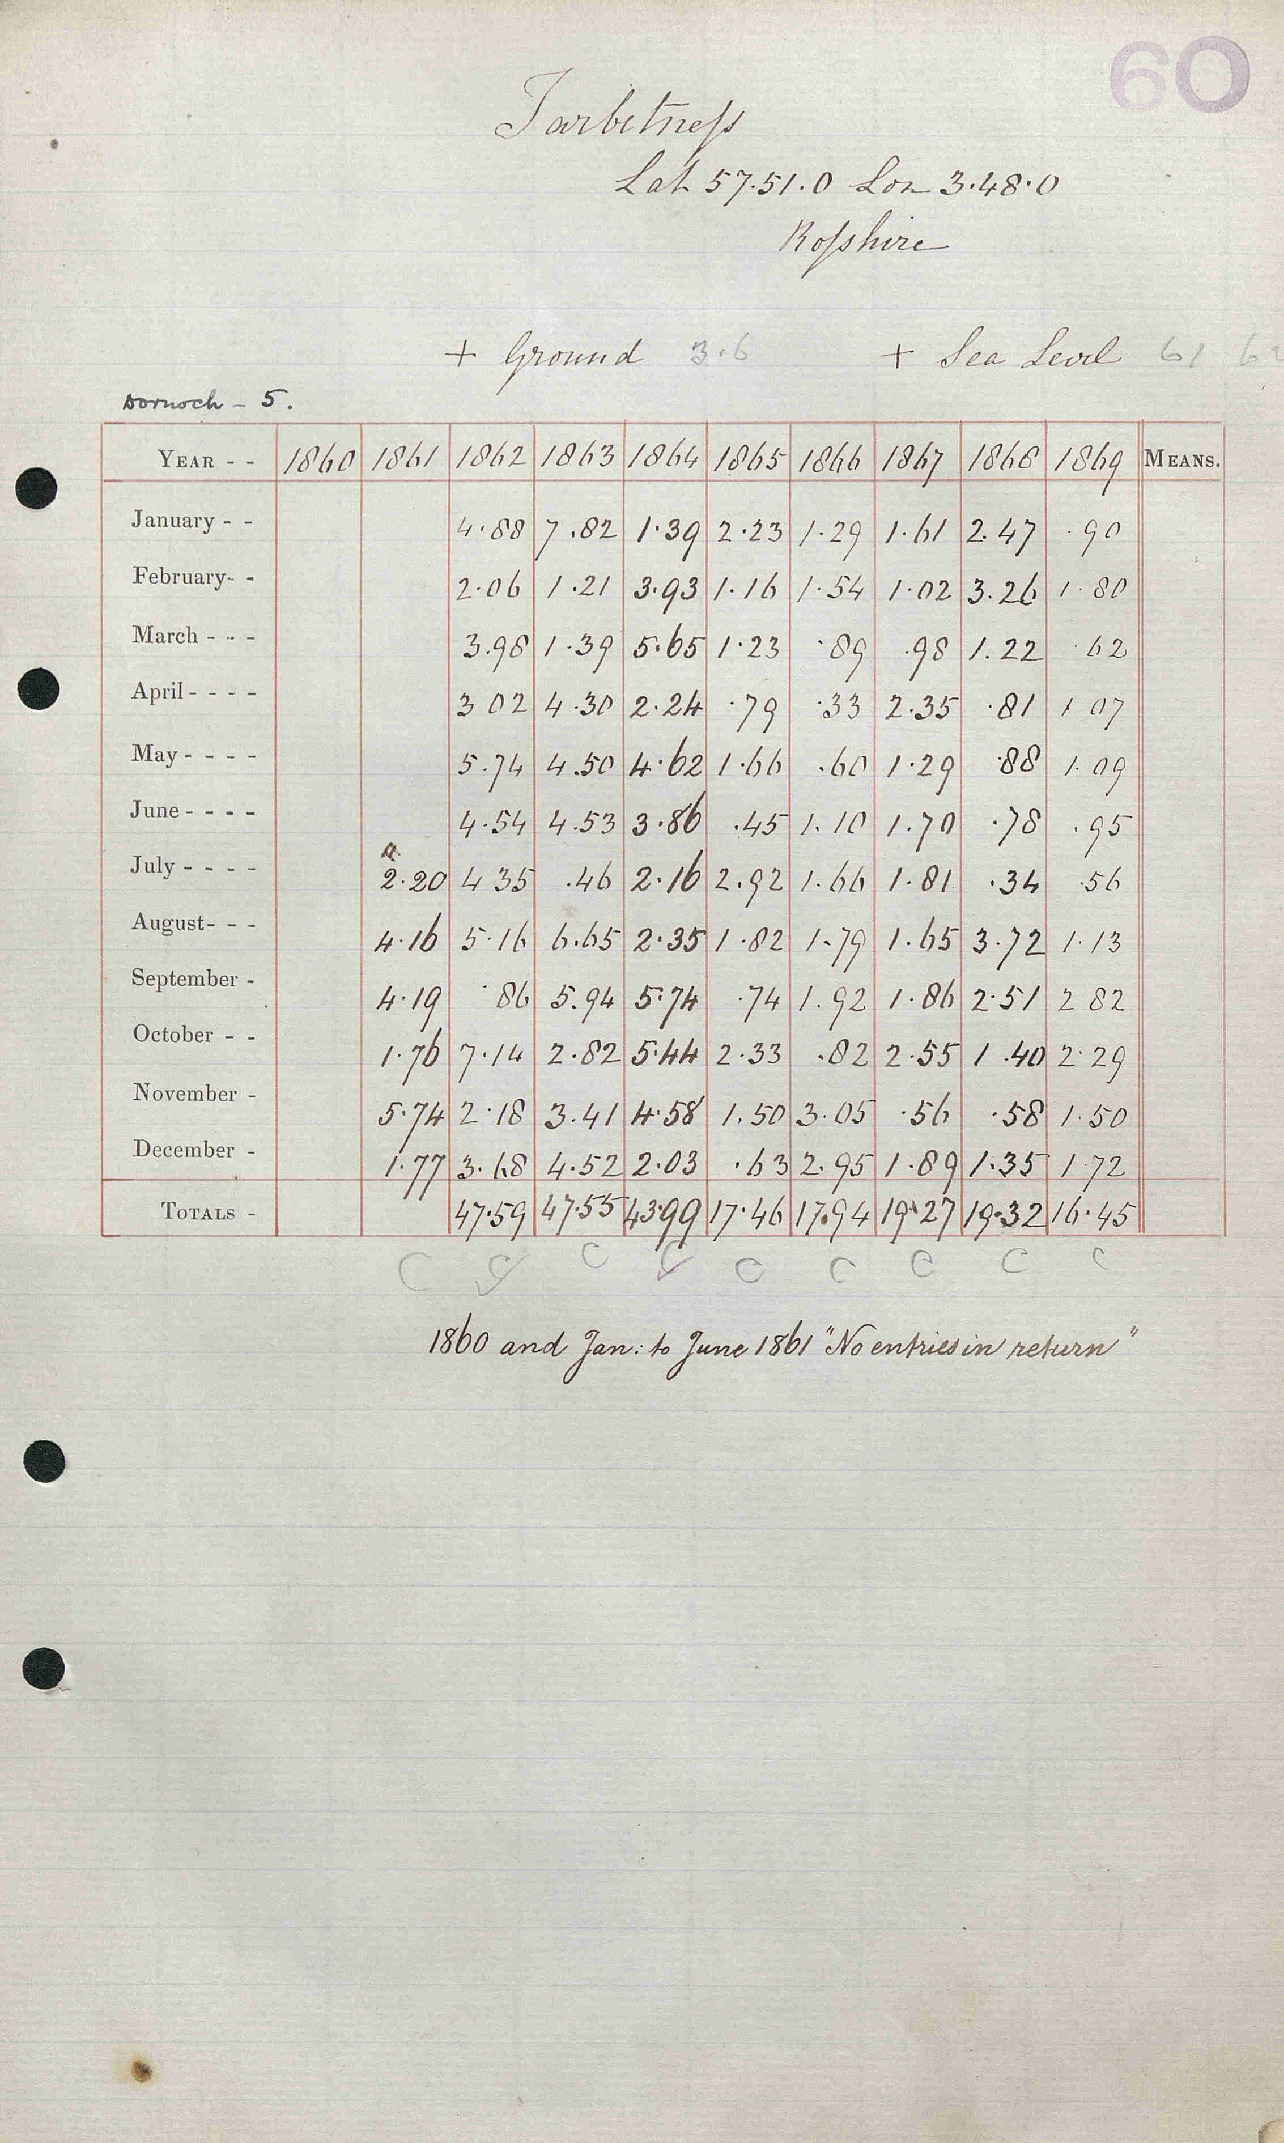 60
Tarbetness
Lat 57.51.0 Lon 3.48.0
Rossshire
+ Ground 3.6 + Sea Level 61
Dornoch - 5.
YEAR - - 1860 1861 1862 1863 1864 1865 1866 1867 1868 1869 MEANS.
January - - 4.88 7.82 1.39 2.23 1.29 1.61 2.47 .90
February - - 2.06 1.21 3.93 1.16 1.54 1.02 3.26 1.80
March - - - 3.98 1.39 5.65 1.23 .89 .98 1.22 .62
April - - - - 3 02 4.30 2.24 .79 .33 2.35 .81 1 07
May - - - - 5.74 4.50 4.62 1.66 .60 1.29 .88 1.09
June - - - - 4.54 4.53 3.86 .45 1.10 1.70 .78 .95
a
July - - - - 2.20 4 35 .46 2.16 2.92 1.66 1.81 .34 .56
August - - - 4.16 5.16 6.65 2.35 1.82 1.79 1.65 3.72 1.13
September - 4.19 .86 5.94 5.74 .74 1.92 1.86 2.51 2 82
October - - 1.76 7.14 2.82 5.44 2.33 .82 2.55 1.40 2.29
November - 5.74 2.18 3.41 4.58 1.50 3.05 .56 .58 1.50
December - 1.77 3.68 4.52 2.03 .63 2.95 1.89 1.35 1 72
TOTALS - 47.59 47.55 43.99 17.46 17.94 19.27 19.32 16.45
C C C C C C C C C
1860 and Jan: to June 1861 "No entries in return"